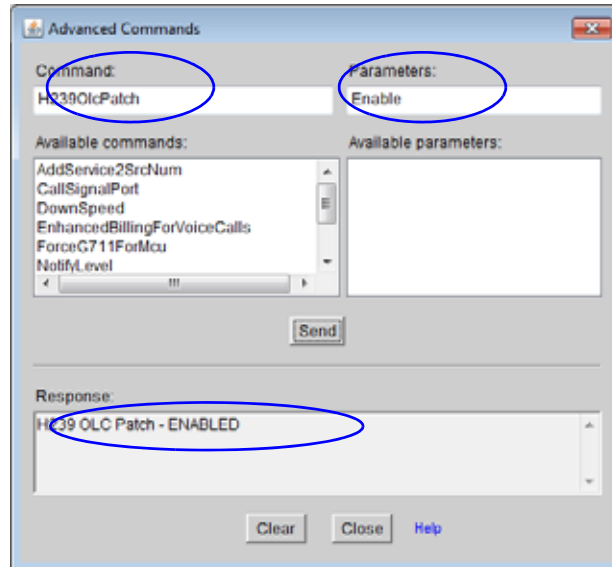 Advanced Commands
Command:
Parameters:
H239OlcPatch
Enable
Available commands:
Available parameters:
AddService2SrcNum
CallSignalPort
DownSpeed
EnhancedBillingForVoiceCalls
ForceG711ForMcu
NotifyLevel
Send
Response:
H239 OLC Patch - ENABLED
Clear
Close
Help